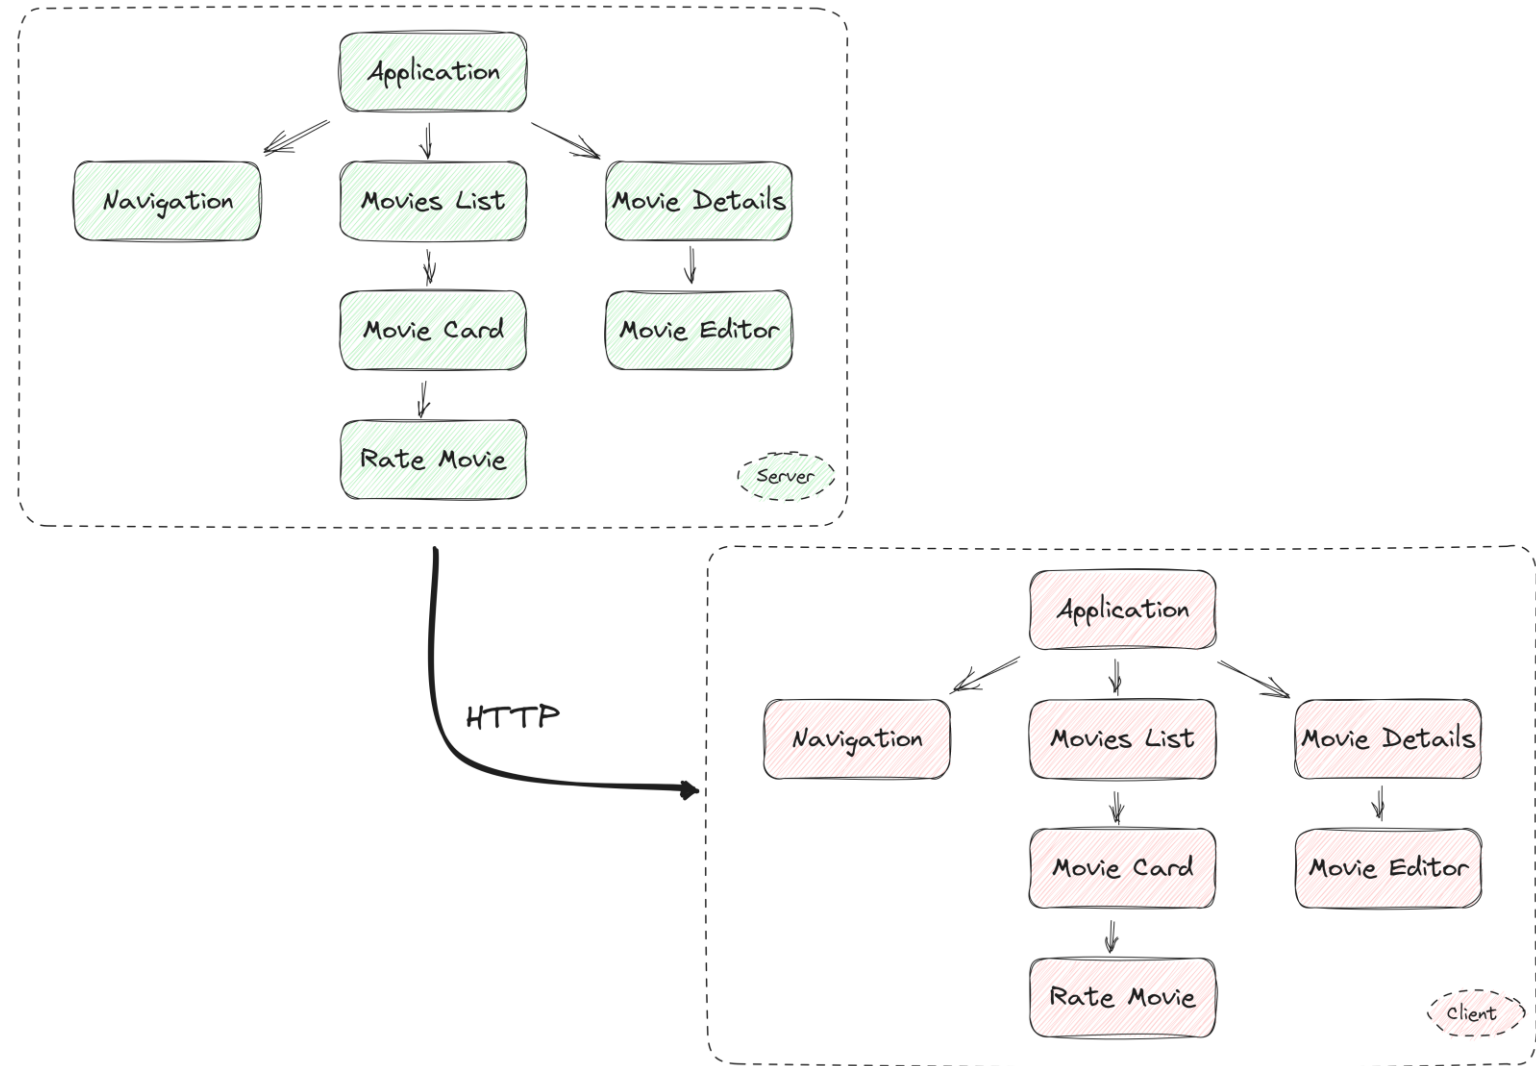 Application
Navigation
Movies List
Movie Details
Movie Card
Movie Editor
Rate Movie
Server
HTTP
Application
Navigation
Movies List
Movie Details
Movie Card
Movie Editor
Rate Movie
Client